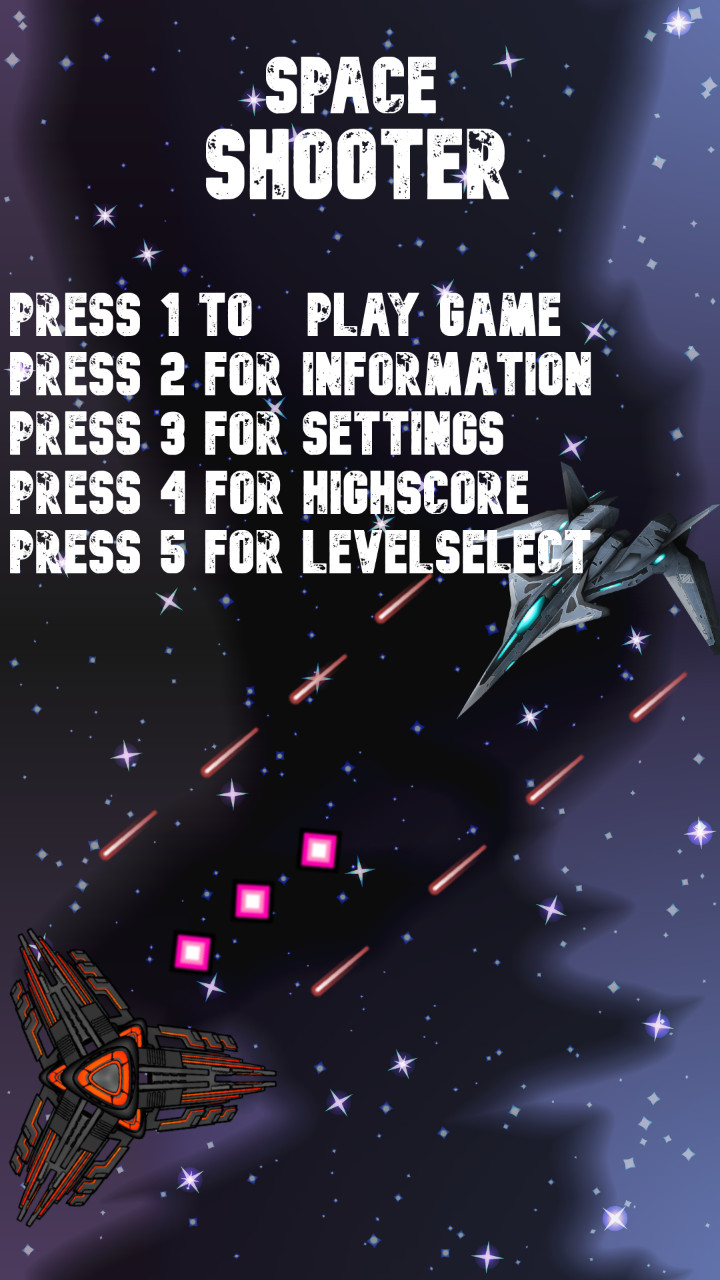 SPACE
SHOOTER
PRESS 1 TO PLAY GAME
PRESS 2 FOR INFORMATION
PRESS 3 FOR SETTINGS
PRESS 4 FOR HIGHSCORE
PRESS 5 FOR LEVELSELECT